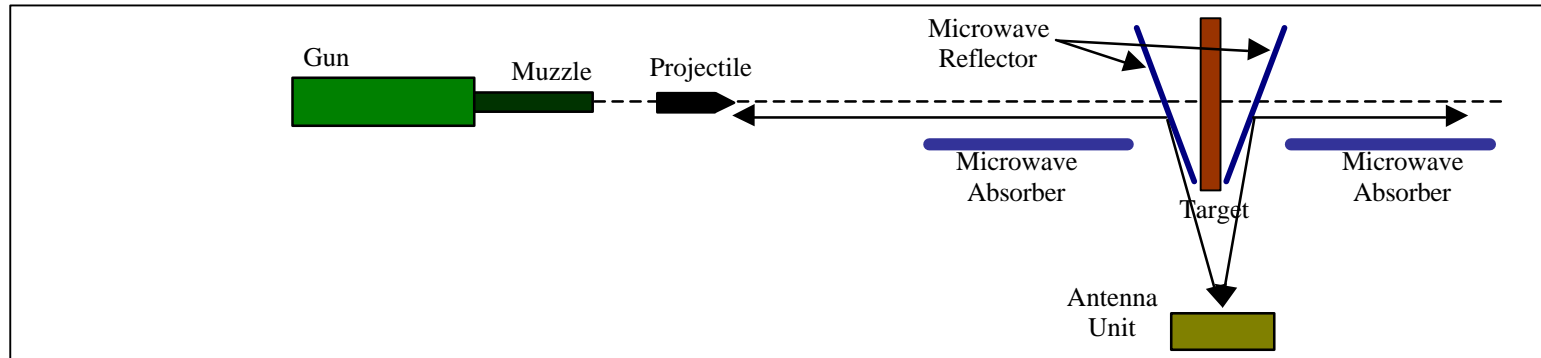 Gun
Muzzle
Projectile
Microwave
Reflector
Microwave
Absorber
Target
Microwave
Absorber
Antenna
Unit